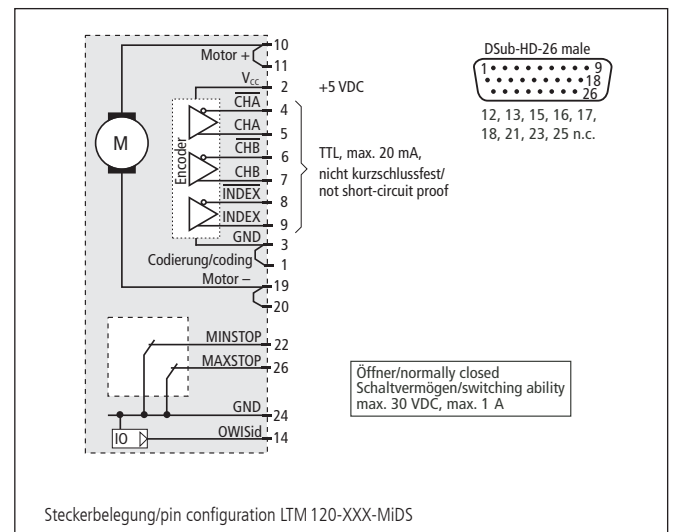 10
Motor +
11
V_cc 2 +5 VDC
C̅H̅A̅ 4
CHA 5
C̅H̅B̅ 6
CHB 7
I̅N̅D̅E̅X̅ 8
INDEX 9
GND 3
Codierung/coding 1
Motor – 19
20
M
Encoder
TTL, max. 20 mA,
nicht kurzschlussfest/
not short-circuit proof
DSub-HD-26 male
1 9
18
26
12, 13, 15, 16, 17,
18, 21, 23, 25 n.c.
MINSTOP 22
MAXSTOP 26
GND 24
IO OWISid 14
Öffner/normally closed
Schaltvermögen/switching ability
max. 30 VDC, max. 1 A
Steckerbelegung/pin configuration LTM 120-XXX-MiDS